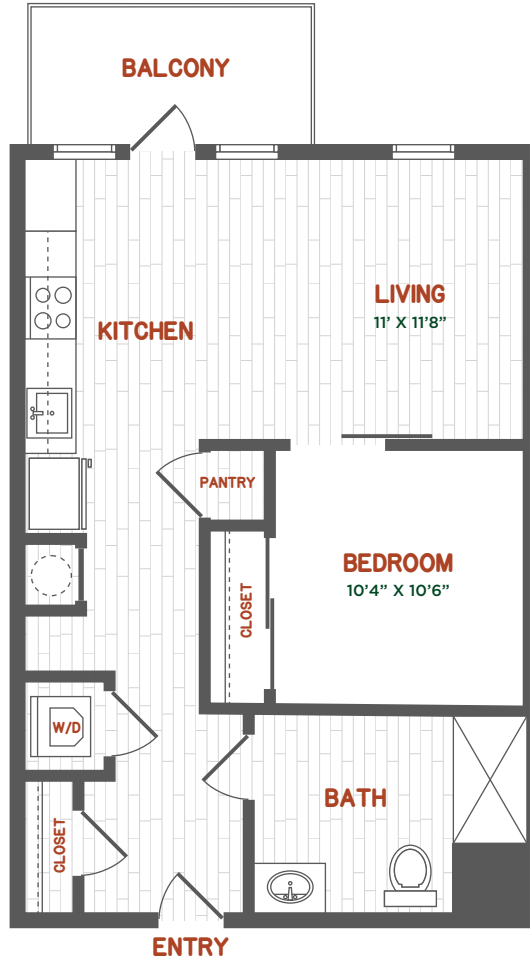 BALCONY
LIVING
11’ X 11’8”
KITCHEN
PANTRY
BEDROOM
10’4” X 10’6”
CLOSET
W/D
BATH
CLOSET
ENTRY